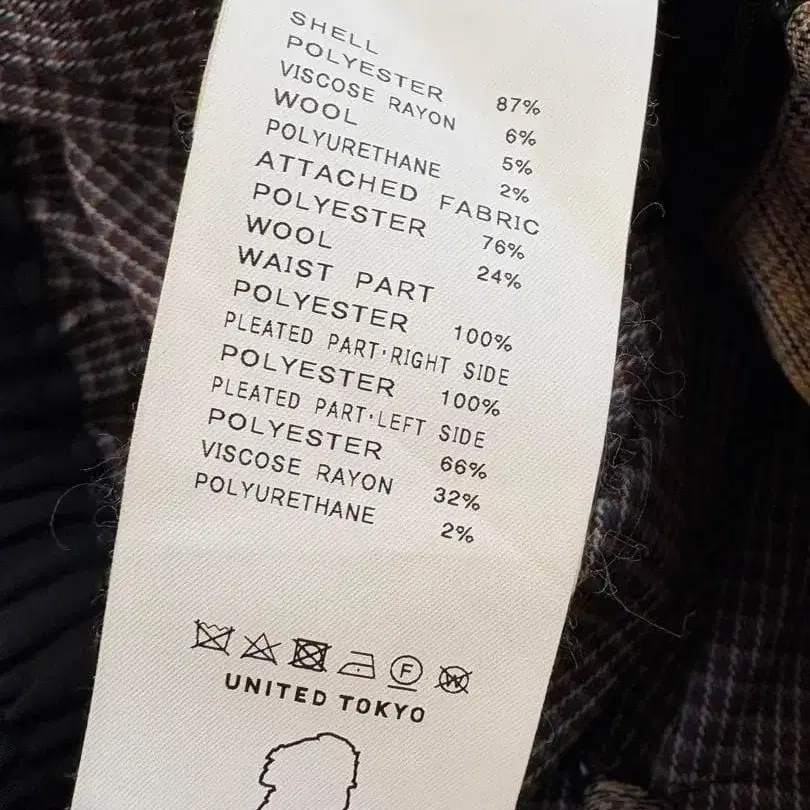 SHELL
POLYESTER 87%
VISCOSE RAYON 6%
WOOL 5%
POLYURETHANE 2%
ATTACHED FABRIC
POLYESTER 76%
WOOL 24%
WAIST PART
POLYESTER 100%
PLEATED PART·RIGHT SIDE
POLYESTER 100%
PLEATED PART·LEFT SIDE
POLYESTER 66%
VISCOSE RAYON 32%
POLYURETHANE 2%
F W
UNITED TOKYO